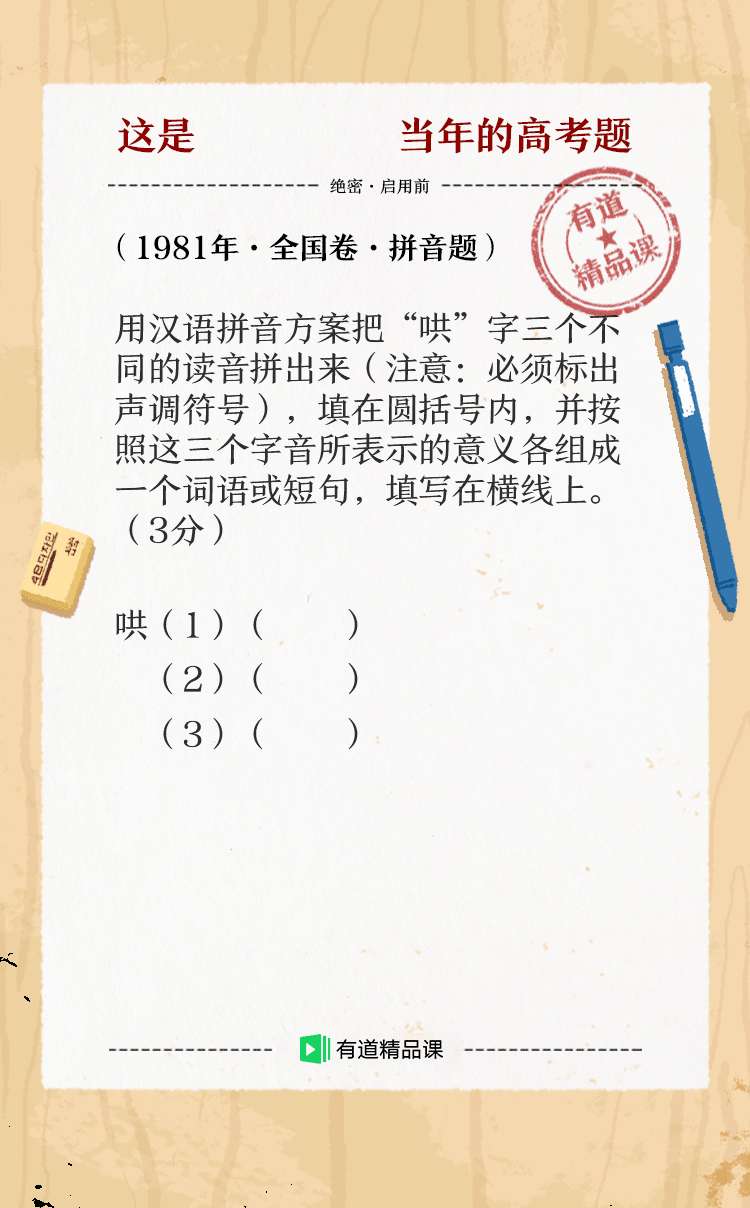 这是 当年的高考题
绝密·启用前
有道
精品课
（1981年·全国卷·拼音题）
用汉语拼音方案把“哄”字三个不
同的读音拼出来（注意：必须标出
声调符号），填在圆括号内，并按
照这三个字音所表示的意义各组成
一个词语或短句，填写在横线上。
（3分）
哄（1）（　　）
（2）（　　）
（3）（　　）
有道精品课